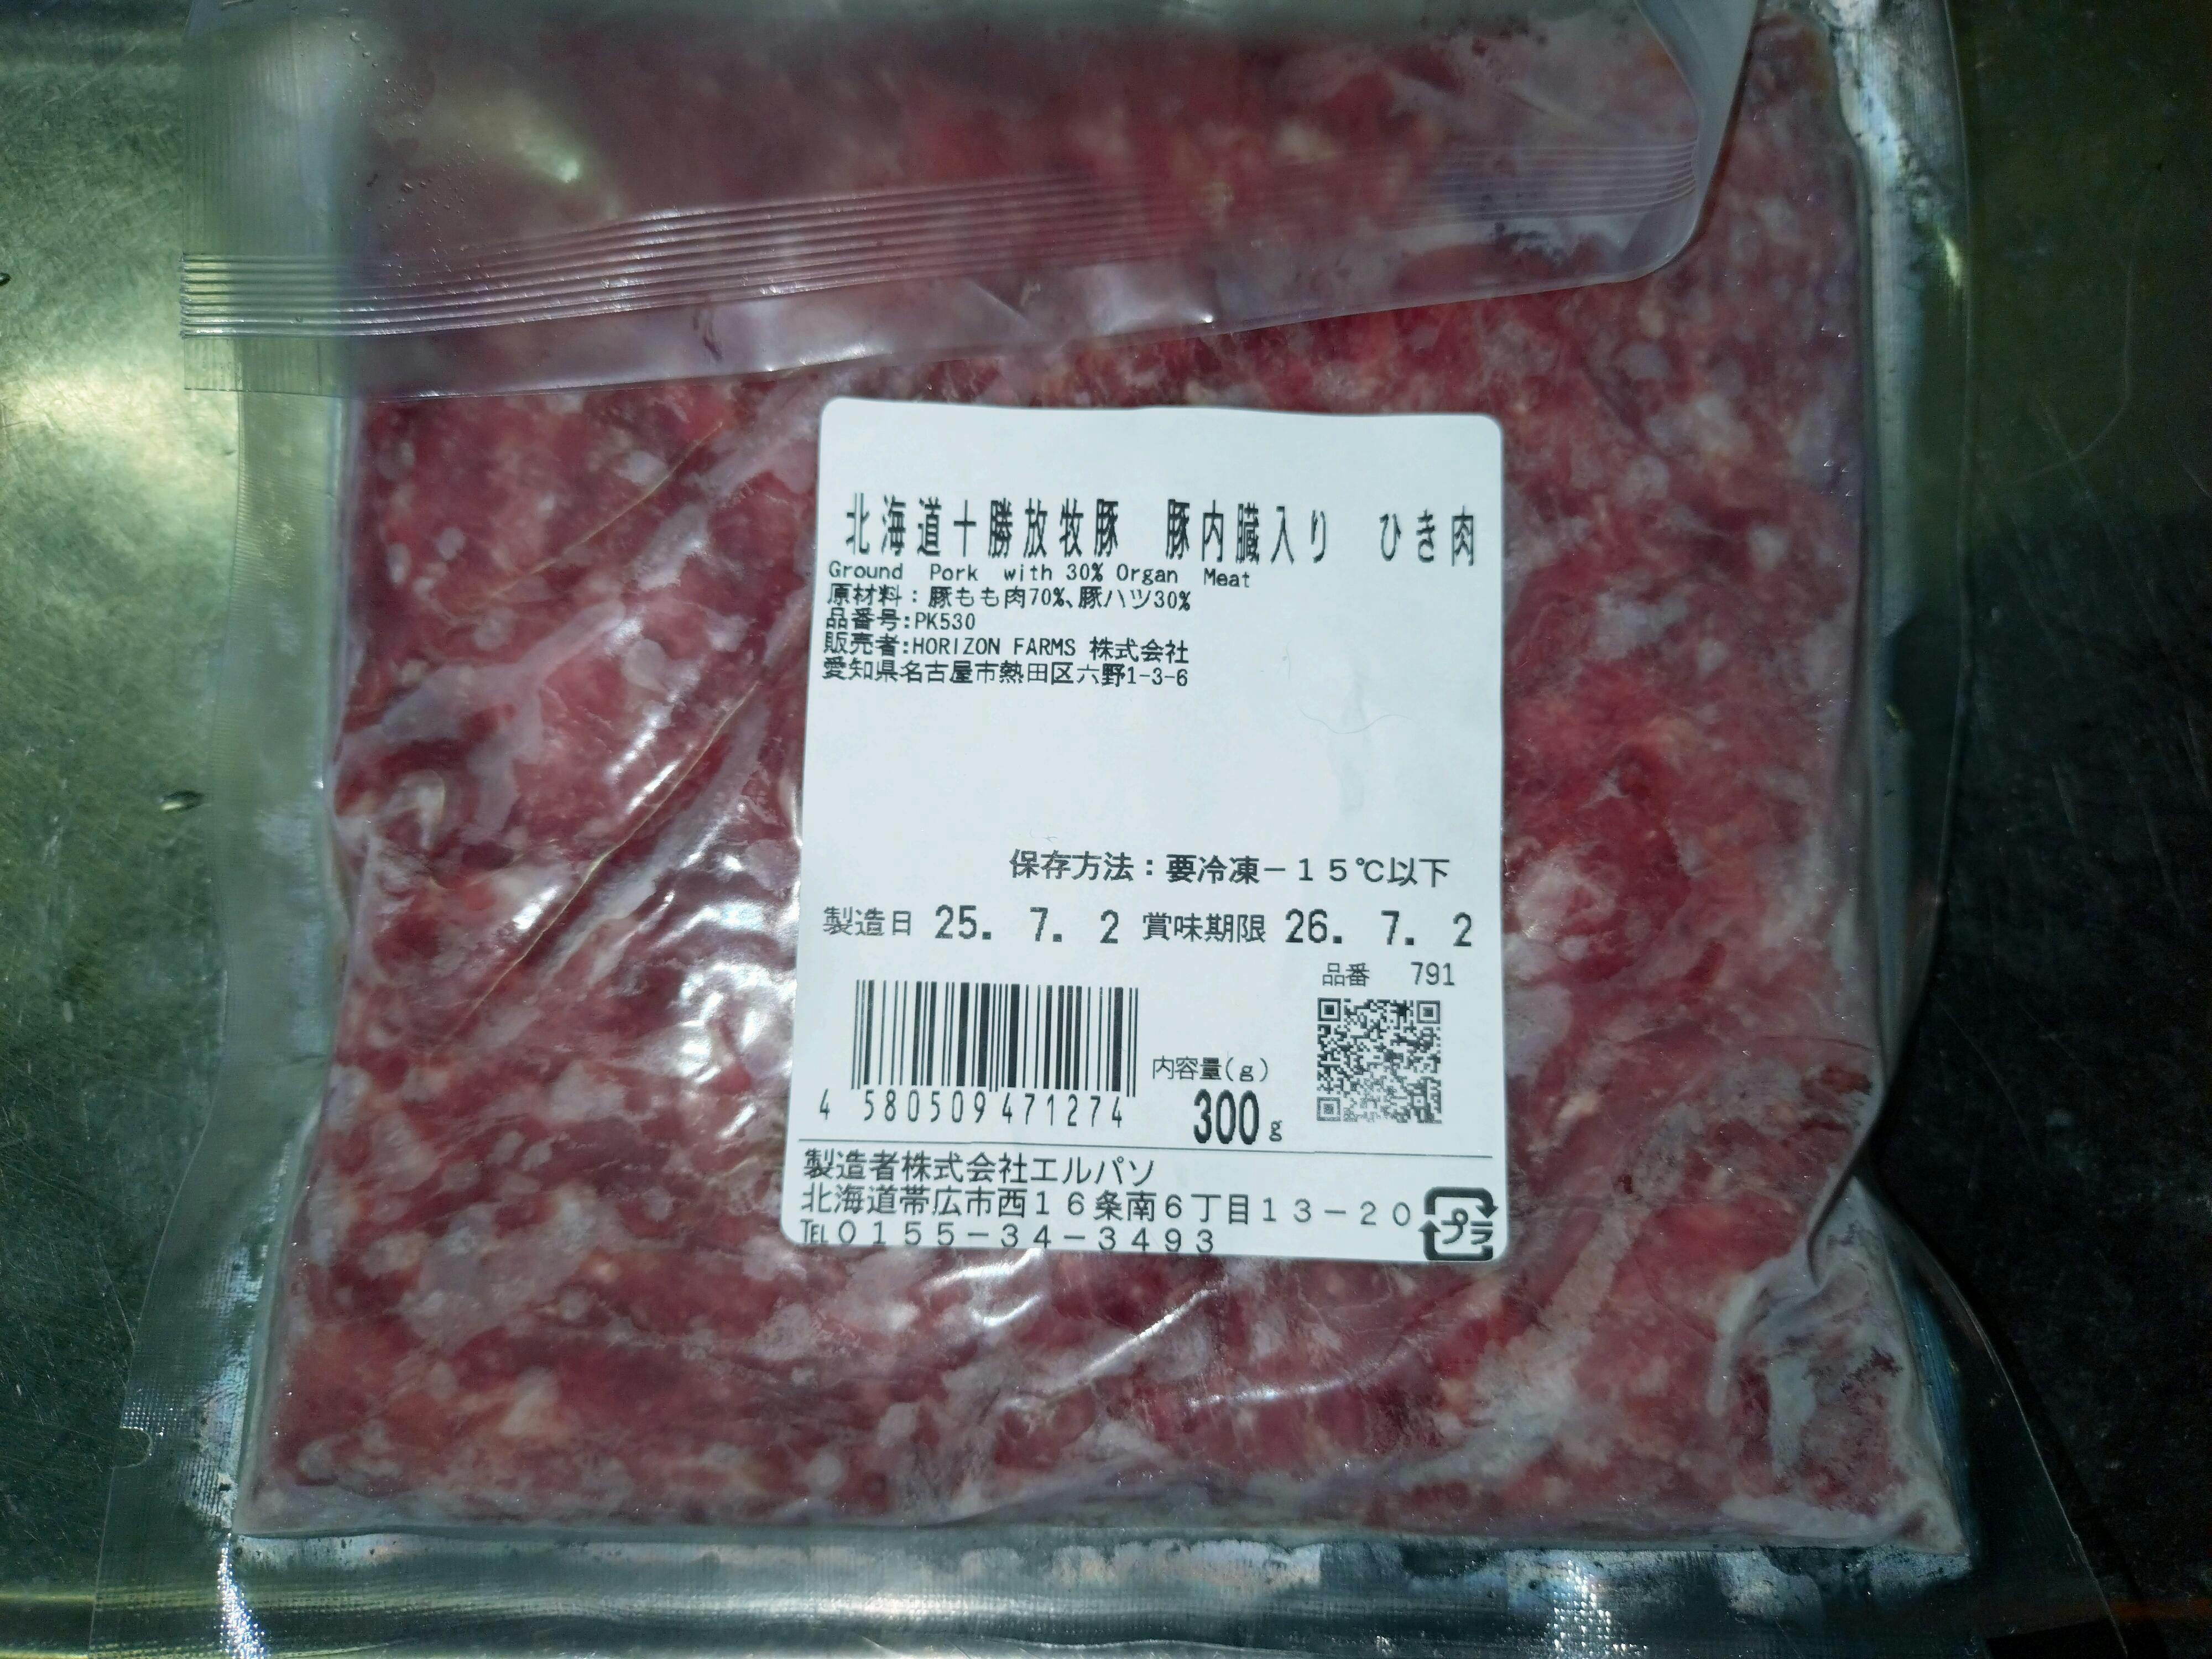 北海道十勝放牧豚 豚内臓入り ひき肉
Ground Pork with 30% Organ Meat
原材料：豚もも肉70%、豚ハツ30%
品番号:PK530
販売者:HORIZON FARMS 株式会社
愛知県名古屋市熱田区六野1-3-6
保存方法：要冷凍－１５℃以下
製造日 25. 7. 2 賞味期限 26. 7. 2
品番 791
内容量(g)
300g
4 580509 471274
製造者株式会社エルパソ
北海道帯広市西１６条南６丁目１３－２０
℡０１５５－３４－３４９３
プラ